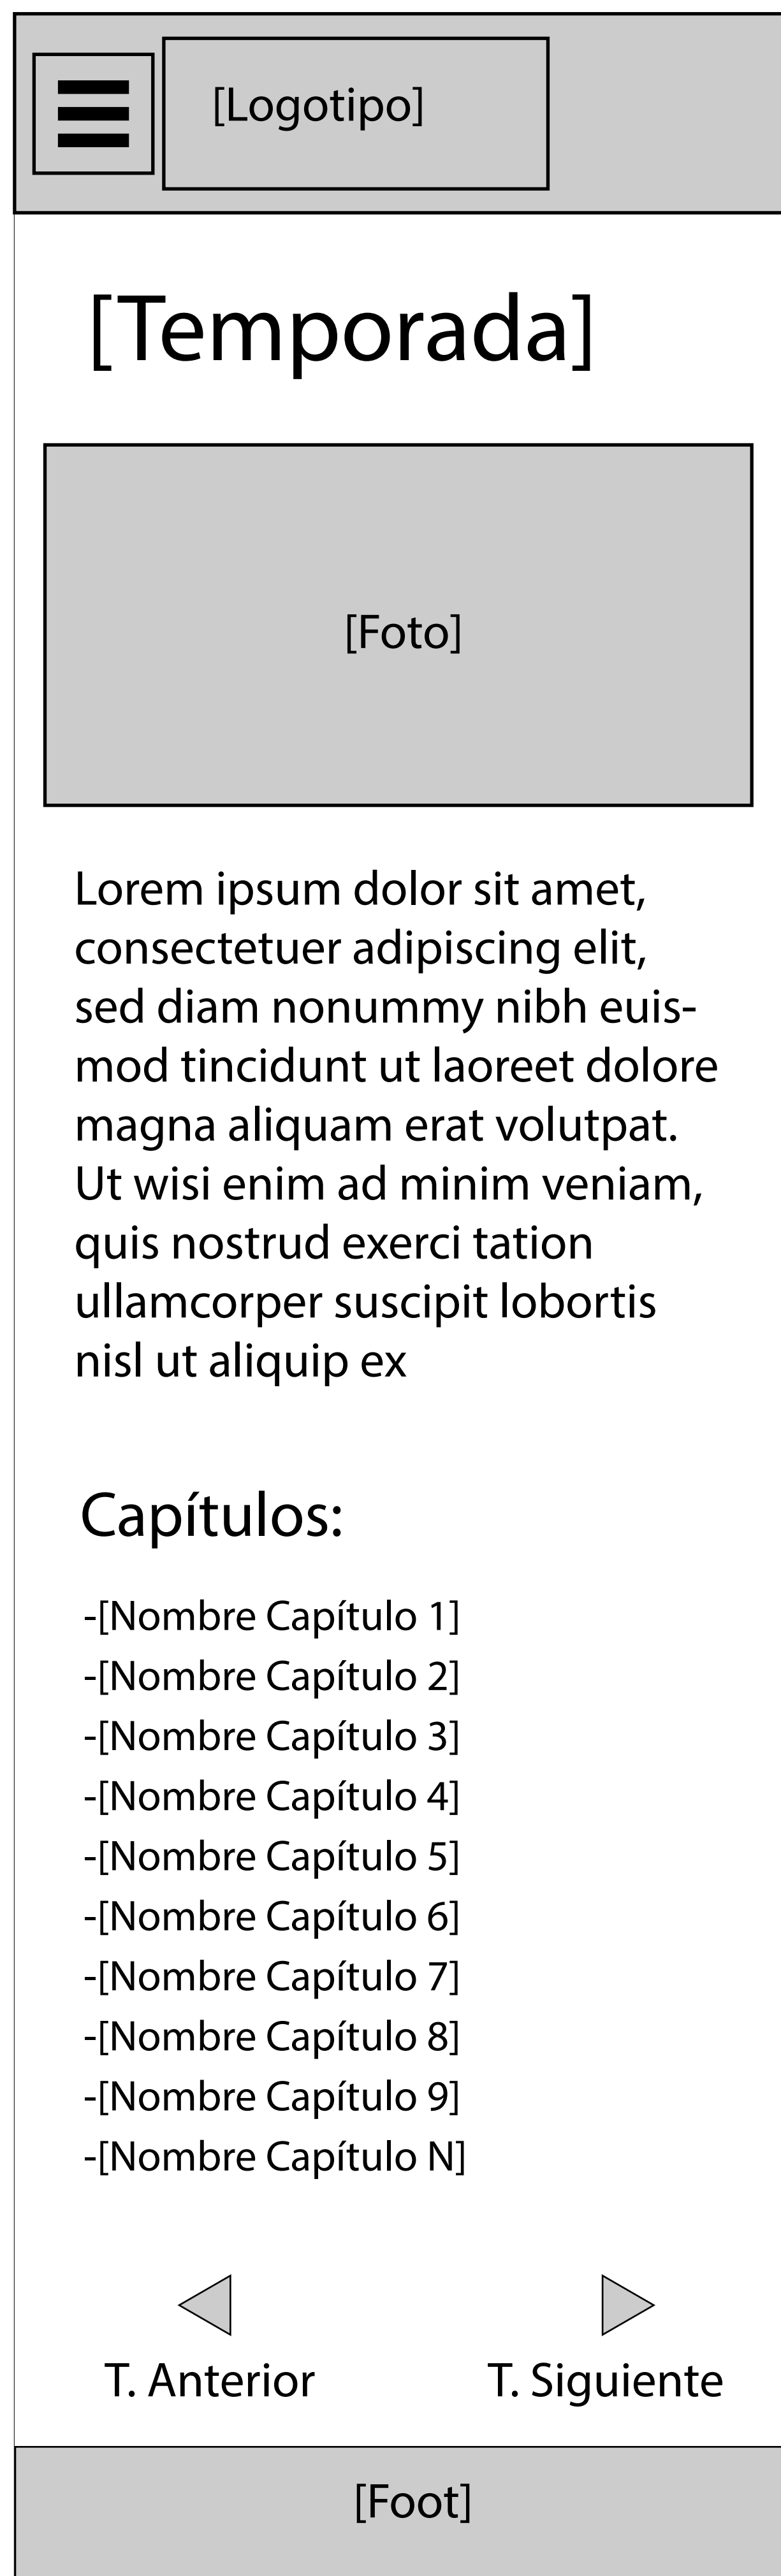 [Logotipo]
[Temporada]
[Foto]
Lorem ipsum dolor sit amet,
consectetuer adipiscing elit,
sed diam nonummy nibh euis-
mod tincidunt ut laoreet dolore
magna aliquam erat volutpat.
Ut wisi enim ad minim veniam,
quis nostrud exerci tation
ullamcorper suscipit lobortis
nisl ut aliquip ex
Capítulos:
-[Nombre Capítulo 1]
-[Nombre Capítulo 2]
-[Nombre Capítulo 3]
-[Nombre Capítulo 4]
-[Nombre Capítulo 5]
-[Nombre Capítulo 6]
-[Nombre Capítulo 7]
-[Nombre Capítulo 8]
-[Nombre Capítulo 9]
-[Nombre Capítulo N]
T. Anterior T. Siguiente
[Foot]